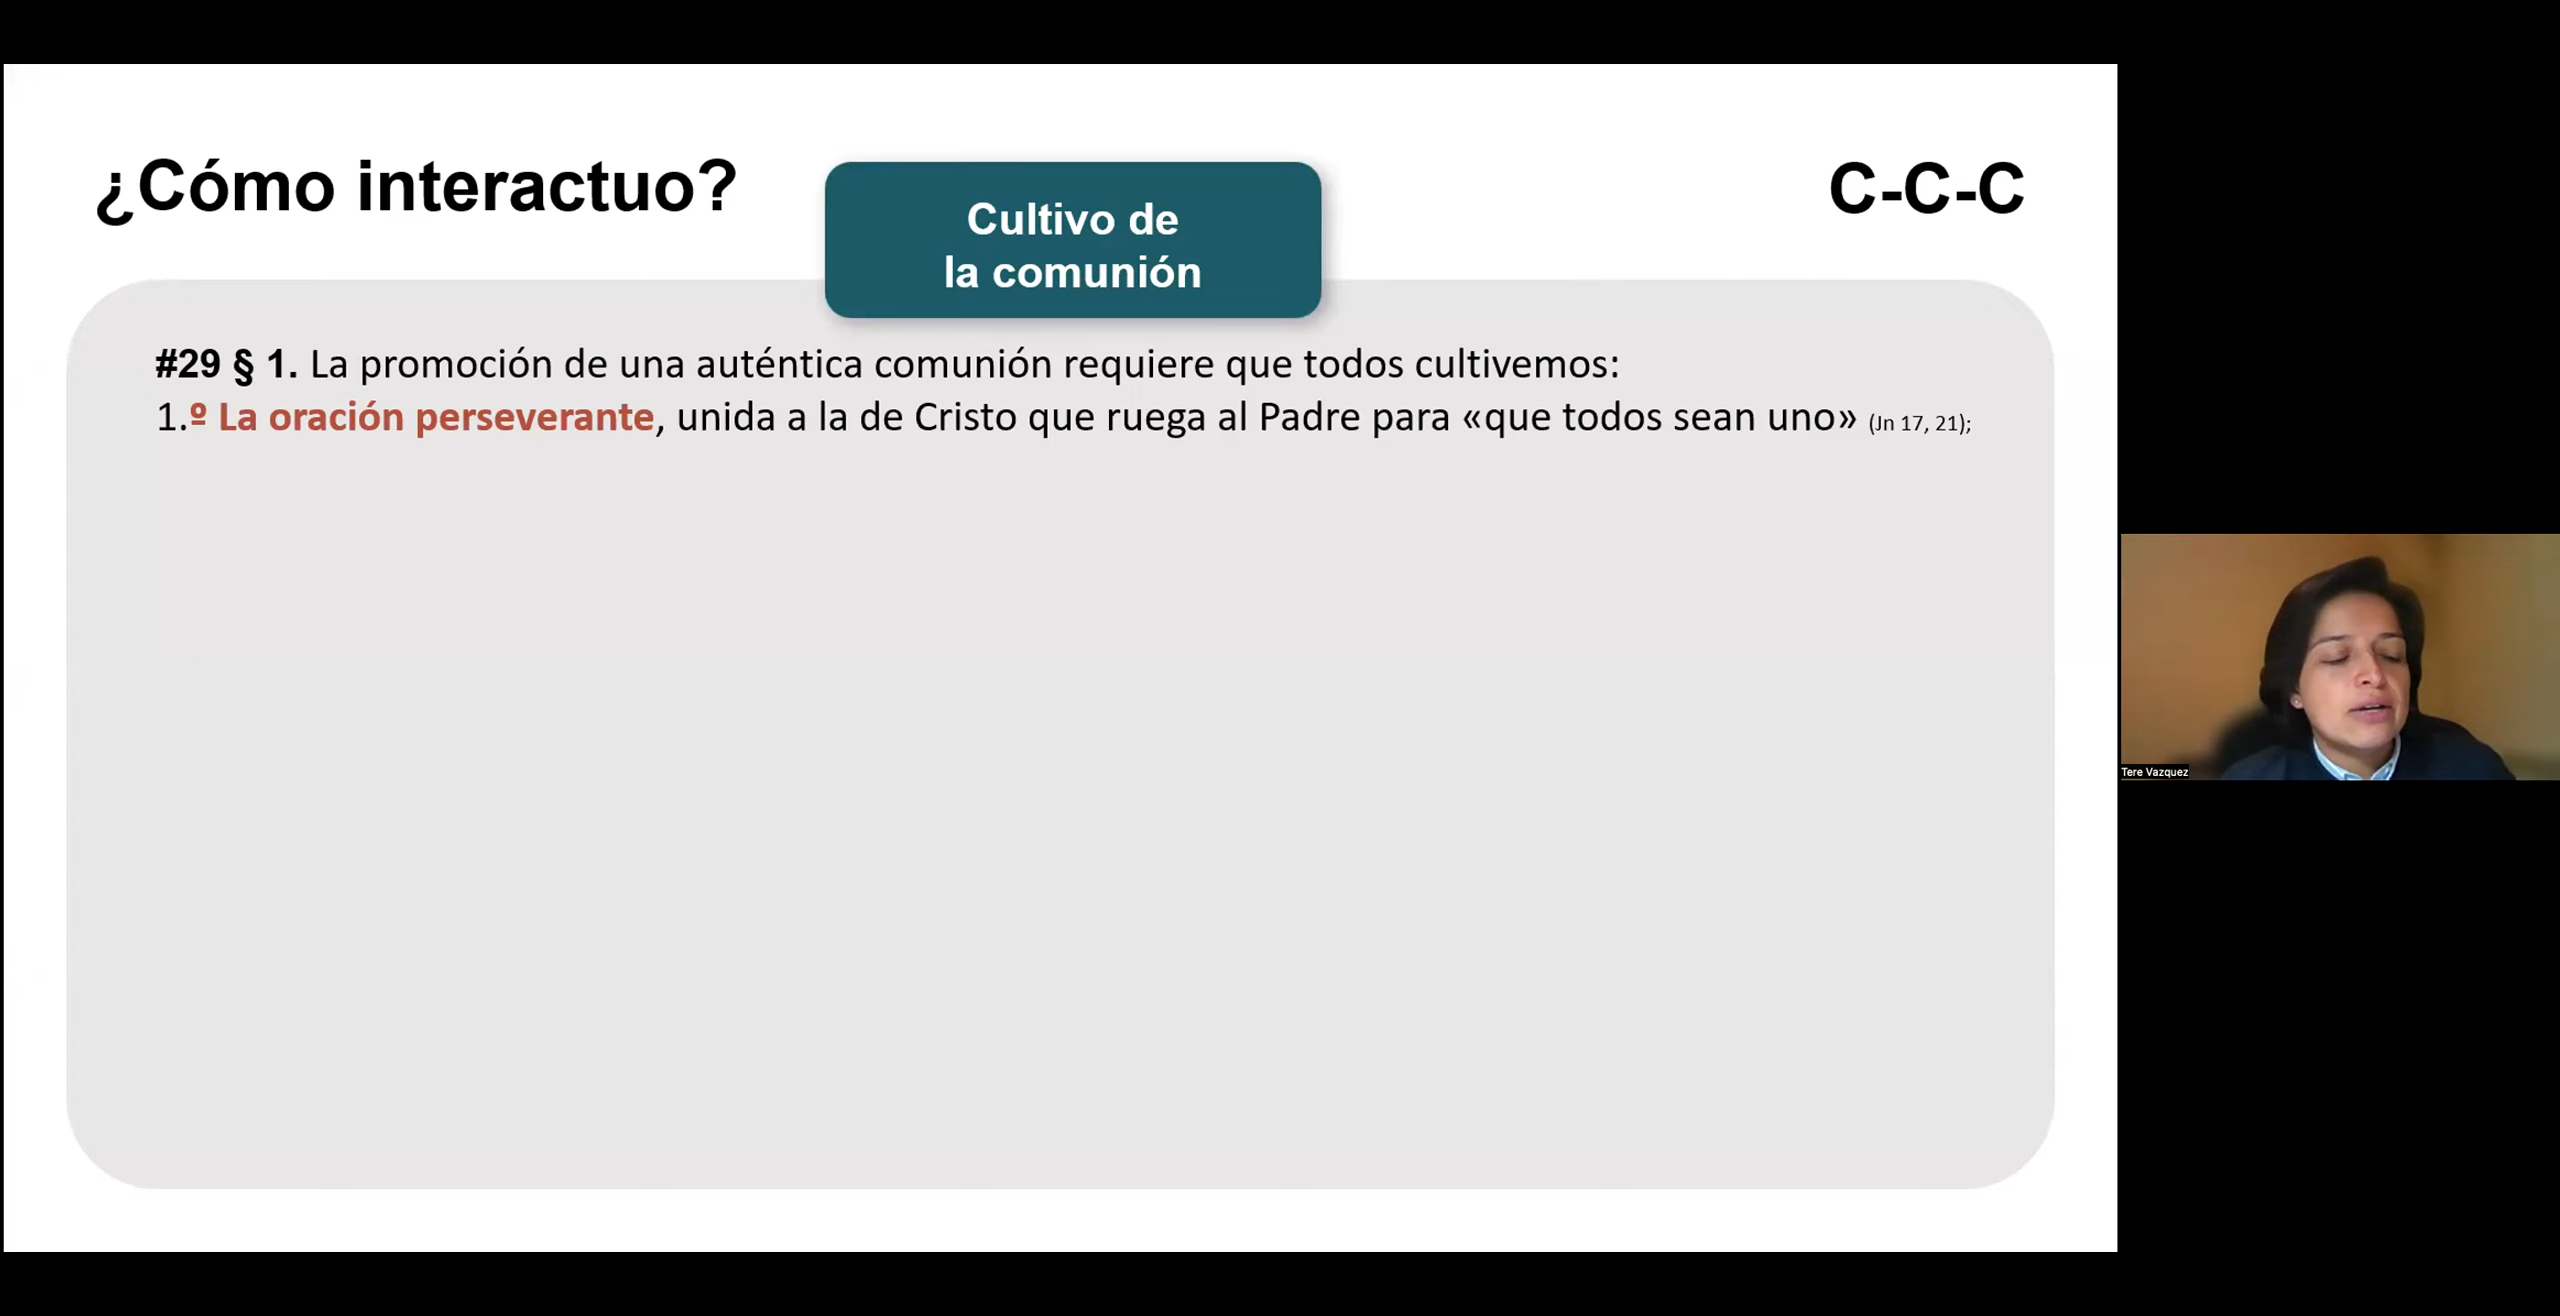 ¿Cómo interactuo?
Cultivo de
la comunión
C-C-C
#29 § 1. La promoción de una auténtica comunión requiere que todos cultivemos:
1.º La oración perseverante, unida a la de Cristo que ruega al Padre para «que todos sean uno» (Jn 17, 21);
Tere Vazquez